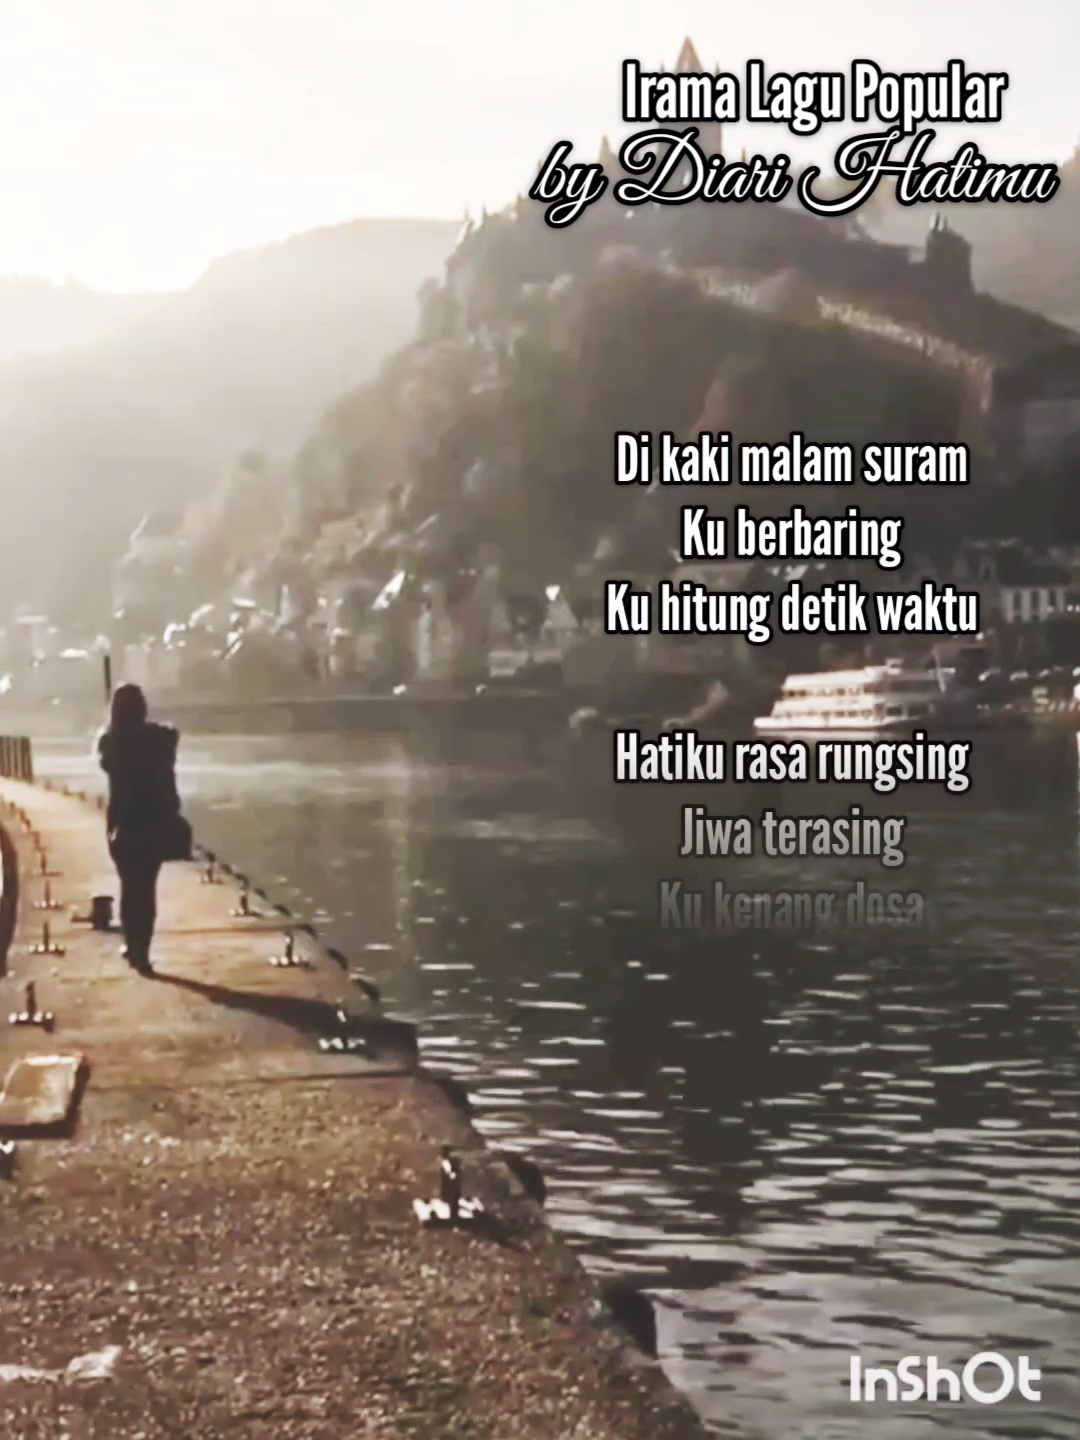 Irama Lagu Popular
by Diari Hatimu
Di kaki malam suram
Ku berbaring
Ku hitung detik waktu
Hatiku rasa rungsing
Jiwa terasing
Ku kenang dosa
InShOt